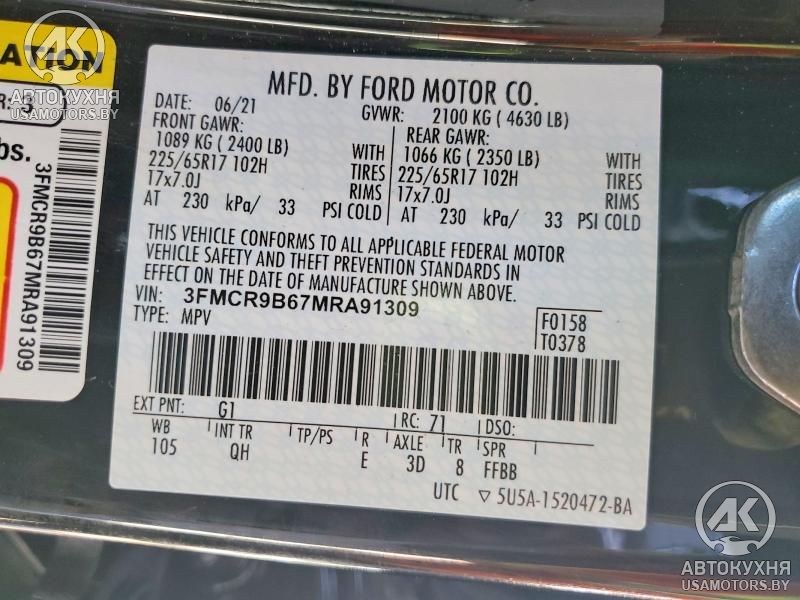 AK
АВТОКУХНЯ
USAMOTORS.BY
ATION
R: 3
bs.
3FMCR9B67MRA91309
MFD. BY FORD MOTOR CO.
DATE: 06/21 GVWR: 2100 KG ( 4630 LB)
FRONT GAWR: REAR GAWR:
1089 KG ( 2400 LB) WITH 1066 KG ( 2350 LB) WITH
225/65R17 102H TIRES 225/65R17 102H TIRES
17x7.0J RIMS 17x7.0J RIMS
AT 230 kPa/ 33 PSI COLD AT 230 kPa/ 33 PSI COLD
THIS VEHICLE CONFORMS TO ALL APPLICABLE FEDERAL MOTOR
VEHICLE SAFETY AND THEFT PREVENTION STANDARDS IN
EFFECT ON THE DATE OF MANUFACTURE SHOWN ABOVE.
VIN: 3FMCR9B67MRA91309
TYPE: MPV
F0158
T0378
EXT PNT: G1 RC: 71 DSO:
WB INT TR TP/PS R AXLE TR SPR
105 QH E 3D 8 FFBB
UTC ▽ 5U5A-1520472-BA
AK
АВТОКУХНЯ
USAMOTORS.BY